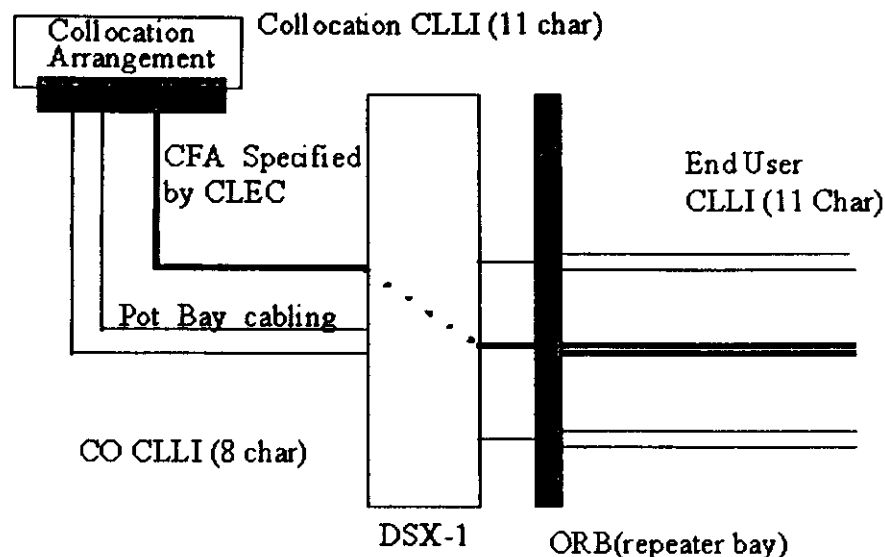 Collocation
Arrangement
Collocation CLLI (11 char)
CFA Specified
by CLEC
End User
CLLI (11 Char)
Pot Bay cabling
CO CLLI (8 char)
DSX-1
ORB(repeater bay)